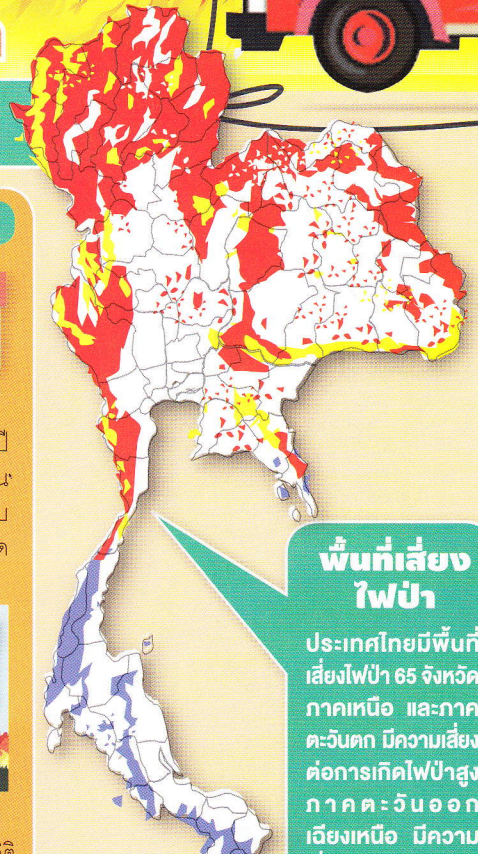 พื้นที่เสี่ยง
ไฟป่า
ประเทศไทยมีพื้นที่
เสี่ยงไฟป่า 65 จังหวัด
ภาคเหนือ และภาค
ตะวันตก มีความเสี่ยง
ต่อการเกิดไฟป่าสูง
ภาคตะวันออก
เฉียงเหนือ มีความ